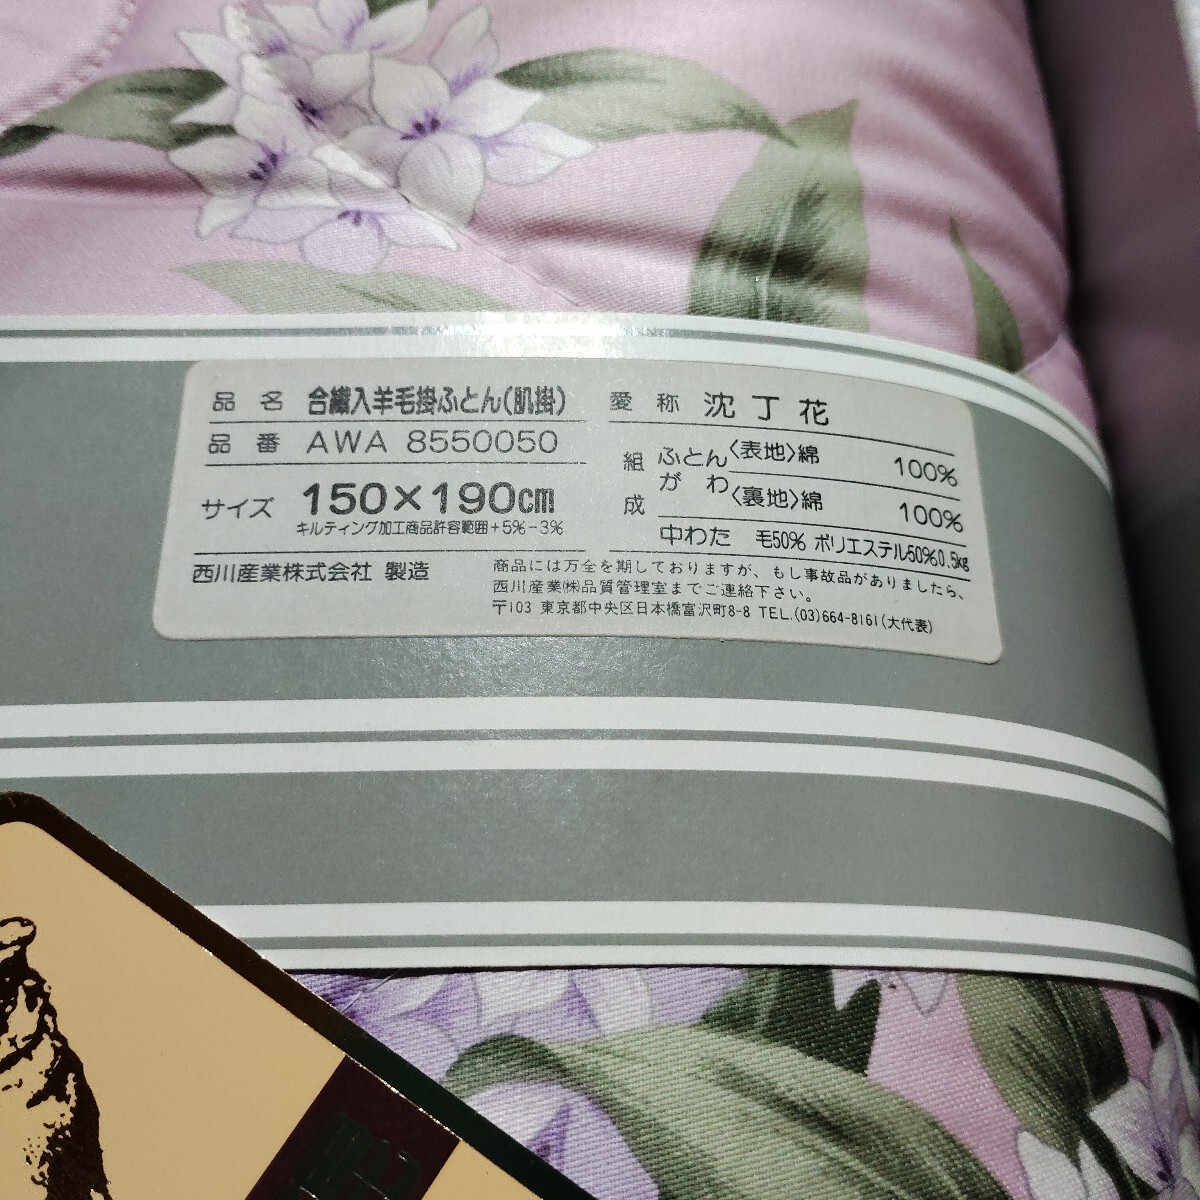 品名 合繊入羊毛掛ふとん(肌掛)
品番 AWA 8550050
サイズ 150×190cm
キルティング加工商品許容範囲+5%-3%
西川産業株式会社 製造
愛称 沈丁花
組成 ふとんがわ 〈表地〉綿 100%
〈裏地〉綿 100%
中わた 毛50% ポリエステル50% 0.5kg
商品には万全を期しておりますが、もし事故品がありましたら、
西川産業㈱品質管理室までご連絡下さい。
〒103 東京都中央区日本橋富沢町8-8 TEL.(03)664-8161(大代表)